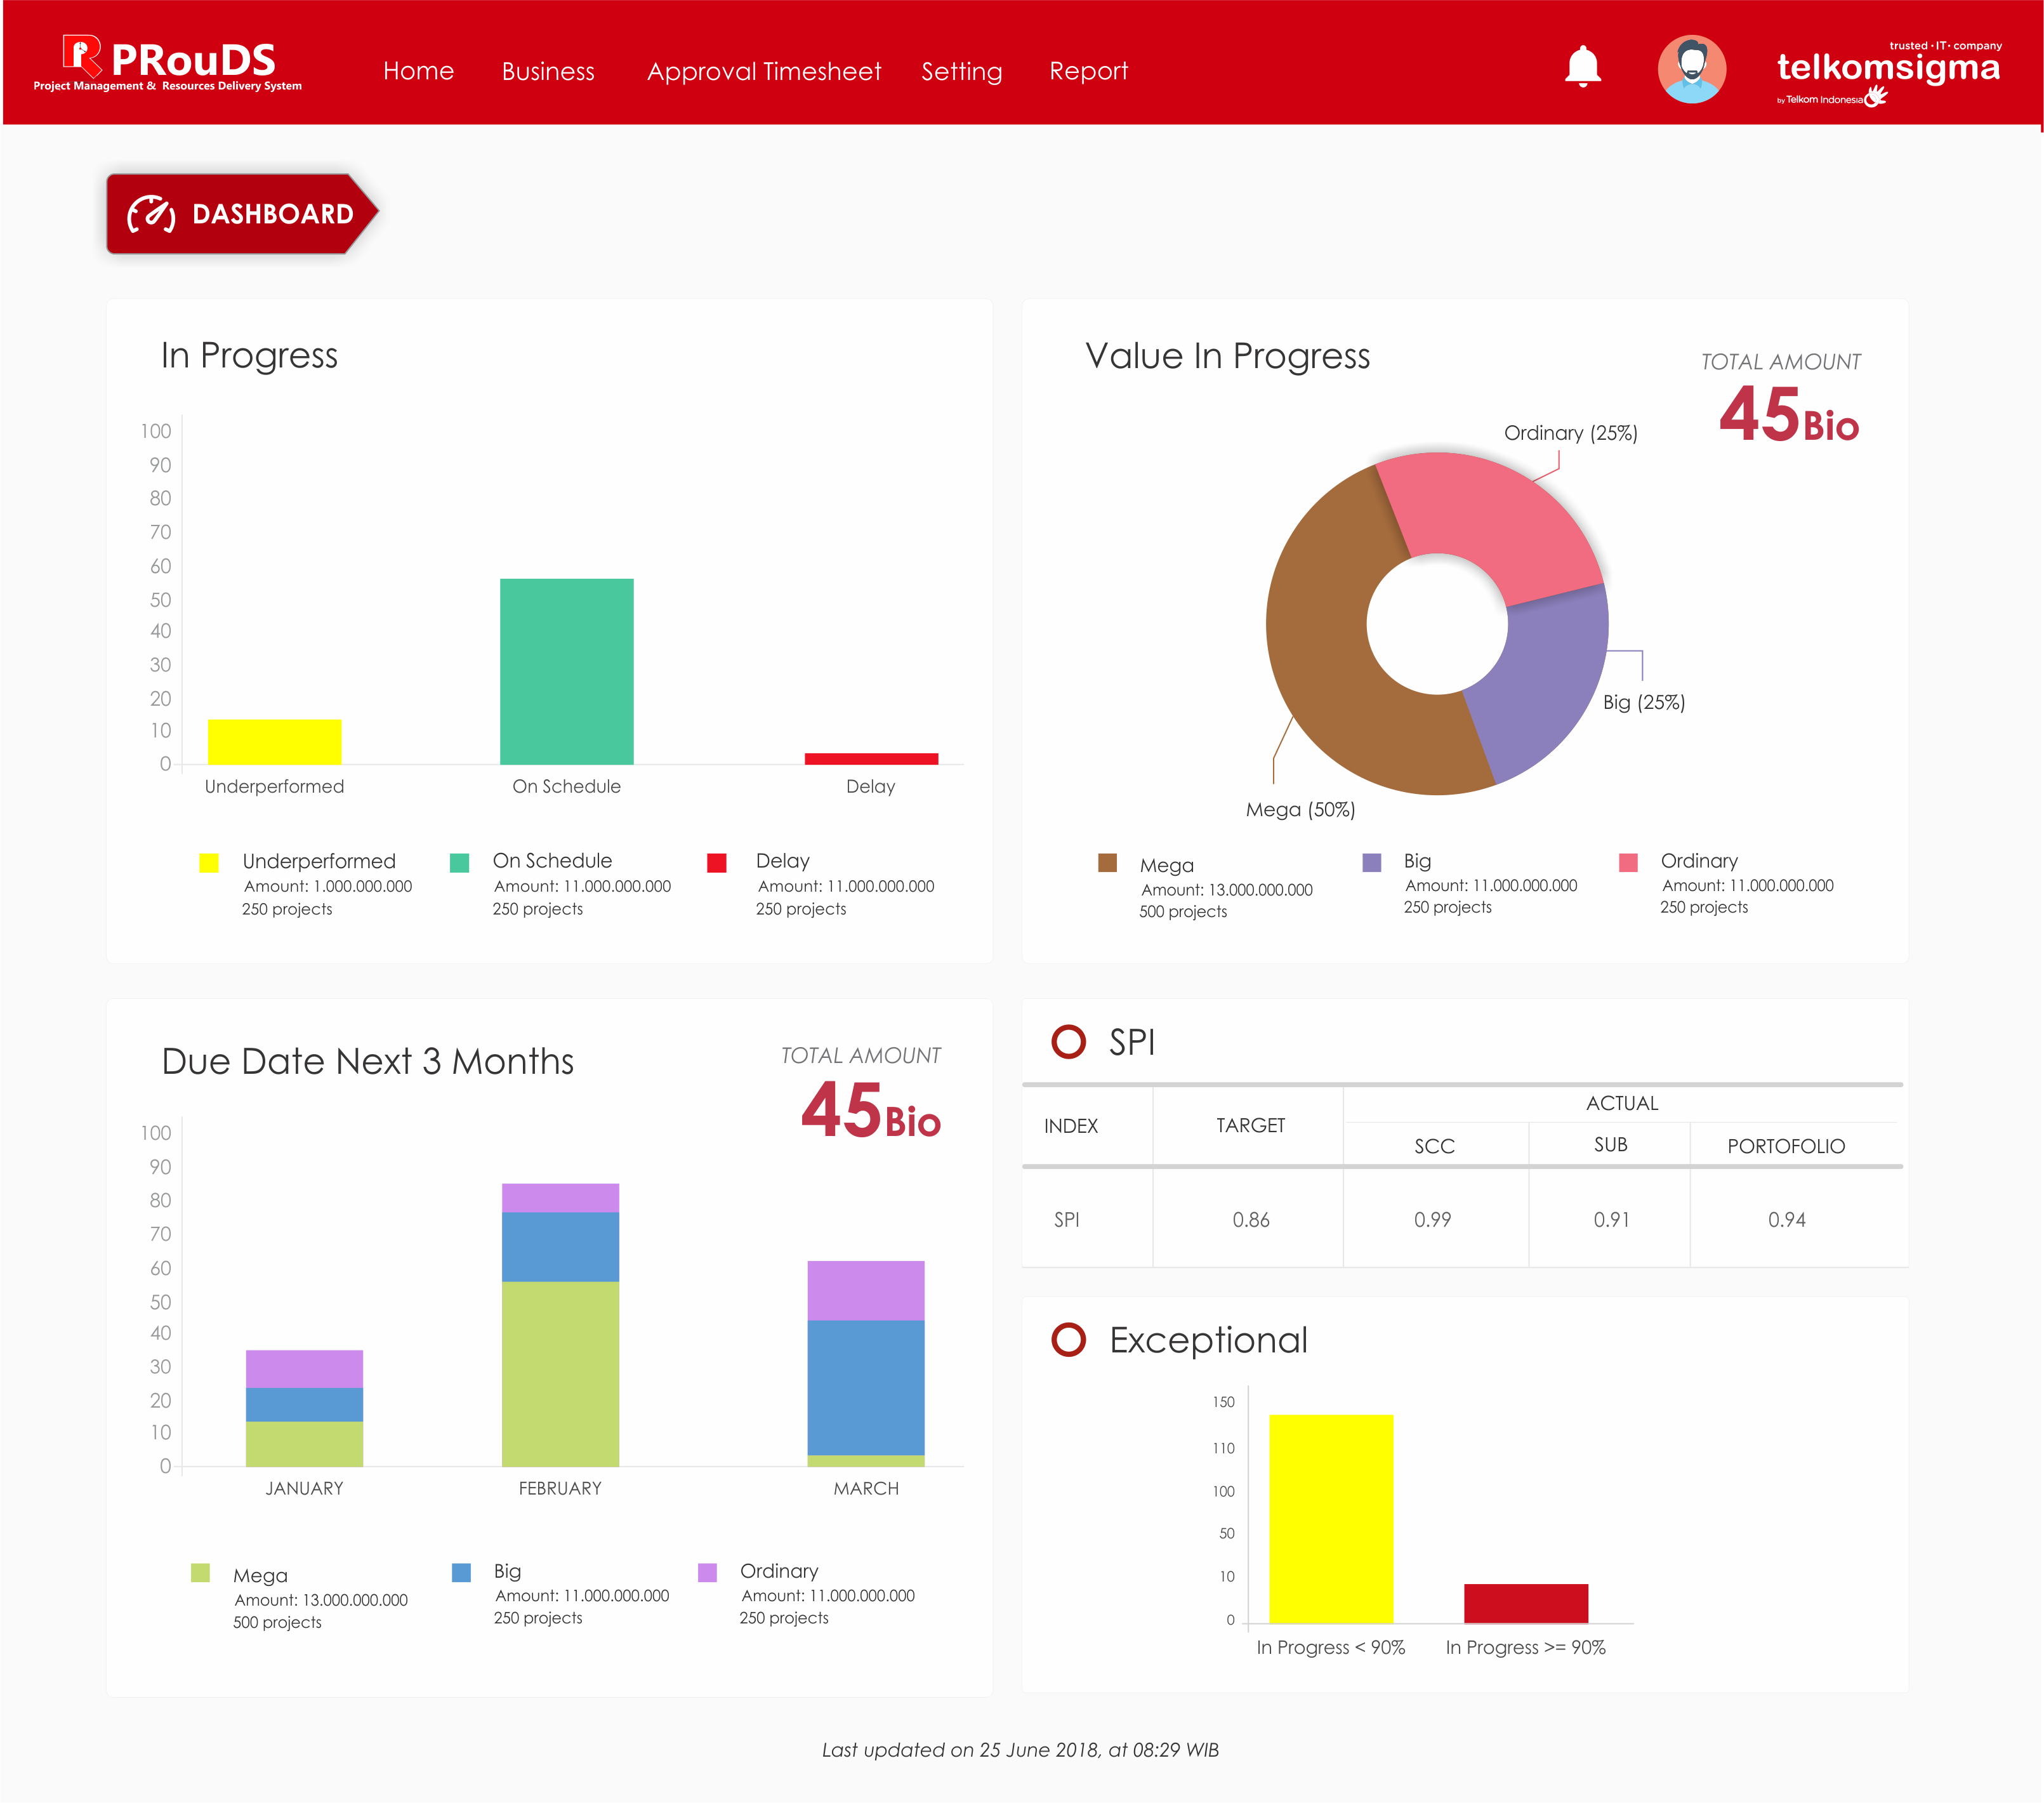 PRouDS
Project Management & Resources Delivery System
Home Business Approval Timesheet Setting Report
trusted • IT • company
telkomsigma
by Telkom Indonesia
DASHBOARD
In Progress
100
90
80
70
60
50
40
30
20
10
0
Underperformed On Schedule Delay
Underperformed
Amount: 1.000.000.000
250 projects
On Schedule
Amount: 11.000.000.000
250 projects
Delay
Amount: 11.000.000.000
250 projects
Value In Progress
TOTAL AMOUNT
45Bio
Ordinary (25%)
Big (25%)
Mega (50%)
Mega
Amount: 13.000.000.000
500 projects
Big
Amount: 11.000.000.000
250 projects
Ordinary
Amount: 11.000.000.000
250 projects
Due Date Next 3 Months
TOTAL AMOUNT
45Bio
100
90
80
70
60
50
40
30
20
10
0
JANUARY FEBRUARY MARCH
Mega
Amount: 13.000.000.000
500 projects
Big
Amount: 11.000.000.000
250 projects
Ordinary
Amount: 11.000.000.000
250 projects
SPI
INDEX TARGET ACTUAL
SCC SUB PORTOFOLIO
SPI 0.86 0.99 0.91 0.94
Exceptional
150
110
100
50
10
0
In Progress < 90% In Progress >= 90%
Last updated on 25 June 2018, at 08:29 WIB